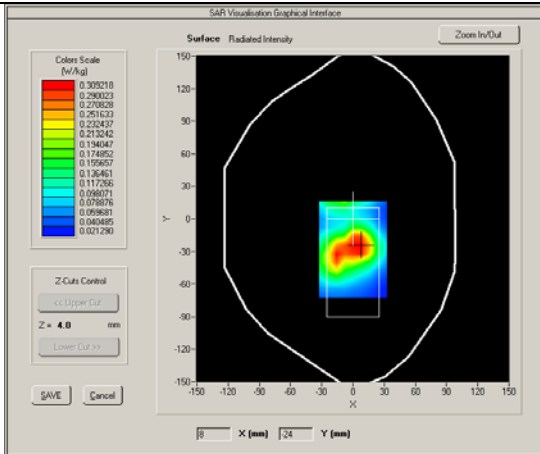 SAR Visualisation Graphical Interface
Surface Radiated Intensity
Zoom In/Out
Colors Scale
(W/kg)
0.309218
0.290023
0.270828
0.251633
0.232437
0.213242
0.194047
0.174852
0.155657
0.136461
0.117266
0.098071
0.078876
0.059681
0.040485
0.021290
Z-Cuts Control
<< Upper Cut
Z = 4.0 mm
Lower Cut >>
SAVE Cancel
150
120
90
60
30
0
-30
-60
-90
-120
-150
Y
-150 -120 -90 -60 -30 0 30 60 90 120 150
X
8 X (mm) -24 Y (mm)